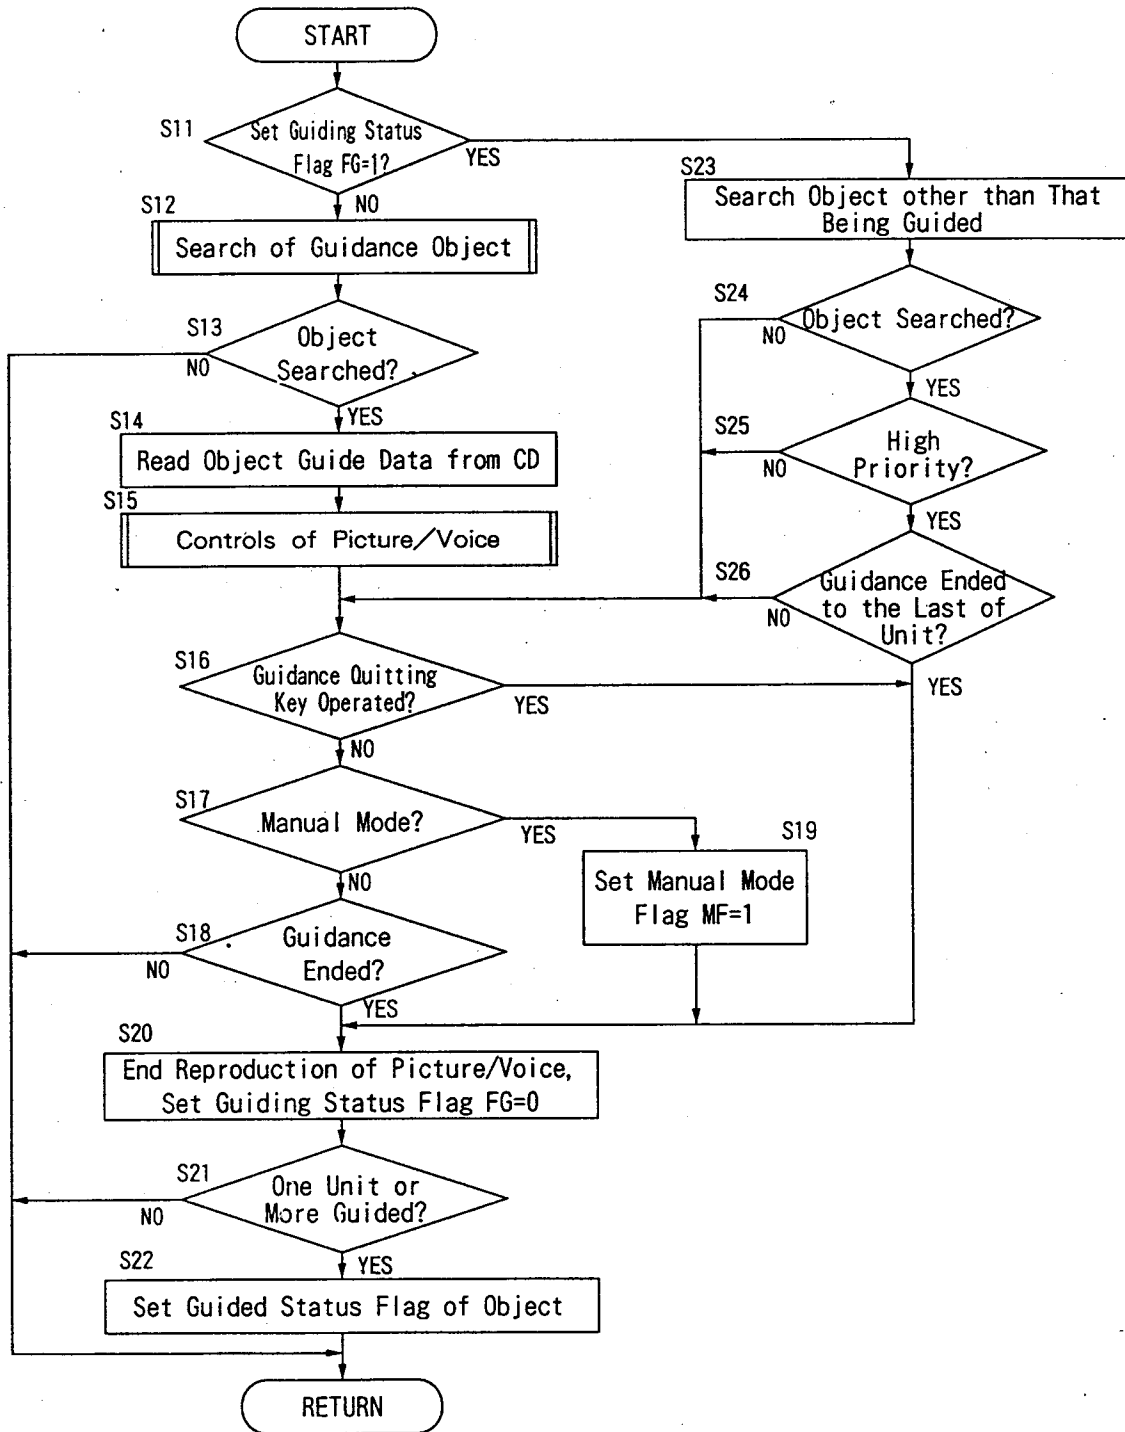 START
S11
Set Guiding Status
Flag FG=1?
YES
NO
S12
Search of Guidance Object
S13
Object
Searched?
NO
YES
S14
Read Object Guide Data from CD
S15
Controls of Picture/Voice
S23
Search Object other than That
Being Guided
S24
Object Searched?
NO
YES
S25
High
Priority?
NO
YES
S26
Guidance Ended
to the Last of
Unit?
NO
YES
S16
Guidance Quitting
Key Operated?
YES
NO
S17
Manual Mode?
YES
NO
S19
Set Manual Mode
Flag MF=1
S18
Guidance
Ended?
NO
YES
S20
End Reproduction of Picture/Voice,
Set Guiding Status Flag FG=0
S21
One Unit or
More Guided?
NO
YES
S22
Set Guided Status Flag of Object
RETURN